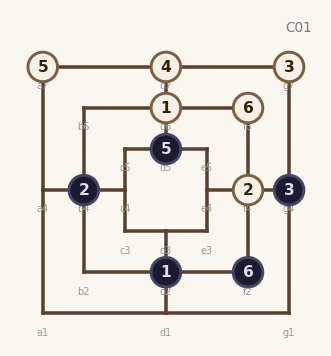 C01
5 4 3
a7 d7 g7
1 6
b6 d6 f6
5
c5 d5 e5
2 2 3
a4 b4 c4 e4 f4 g4
c3 d3 e3
1 6
b2 d2 f2
a1 d1 g1